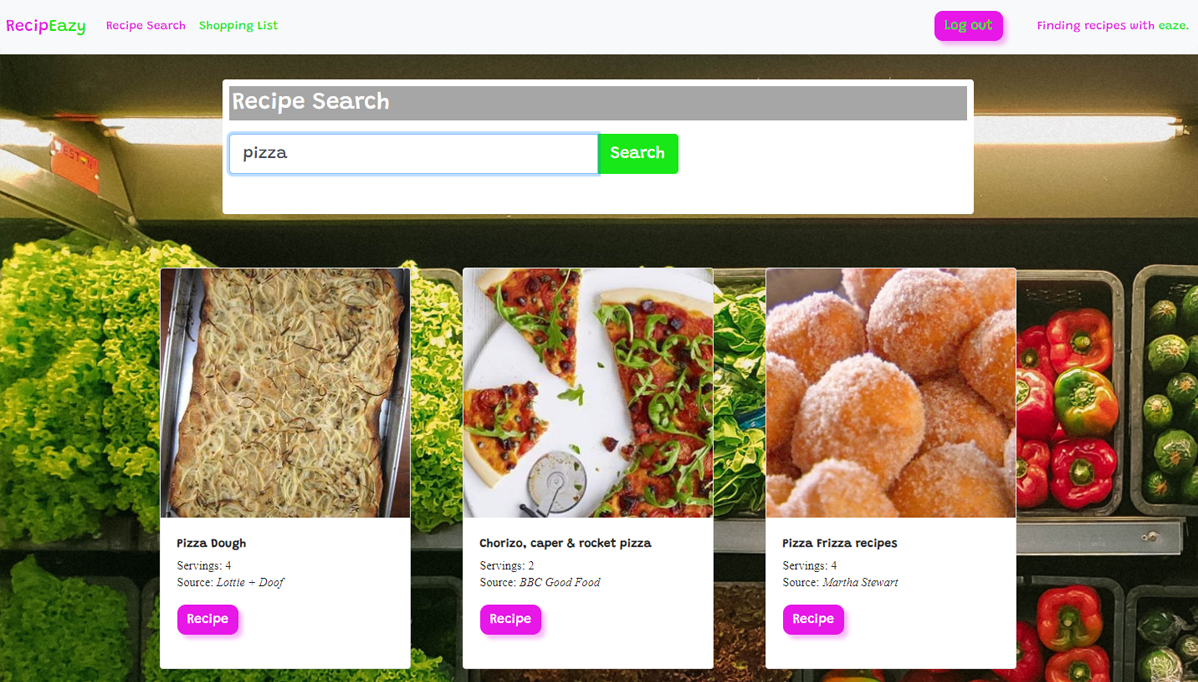 RecipEazy Recipe Search Shopping List Log out Finding recipes with eaze.
Recipe Search
pizza Search
Pizza Dough
Servings: 4
Source: Lottie + Doof
Recipe
Chorizo, caper & rocket pizza
Servings: 2
Source: BBC Good Food
Recipe
Pizza Frizza recipes
Servings: 4
Source: Martha Stewart
Recipe